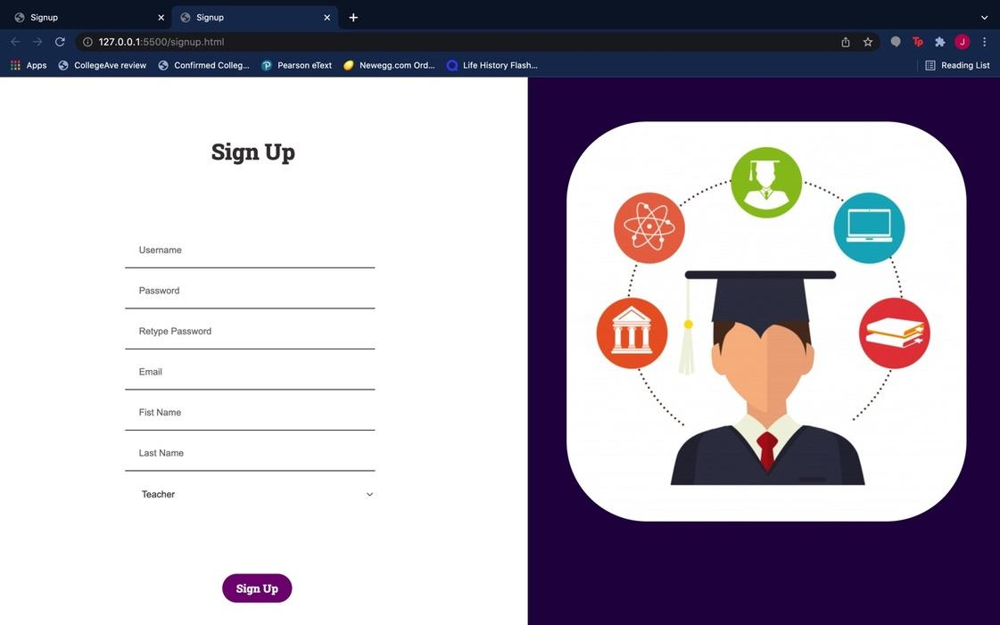 Signup
Signup
127.0.0.1:5500/signup.html
J
Apps
CollegeAve review
Confirmed Colleg...
Pearson eText
Newegg.com Ord...
Life History Flash...
Reading List
Sign Up
Username
Password
Retype Password
Email
Fist Name
Last Name
Teacher
Sign Up